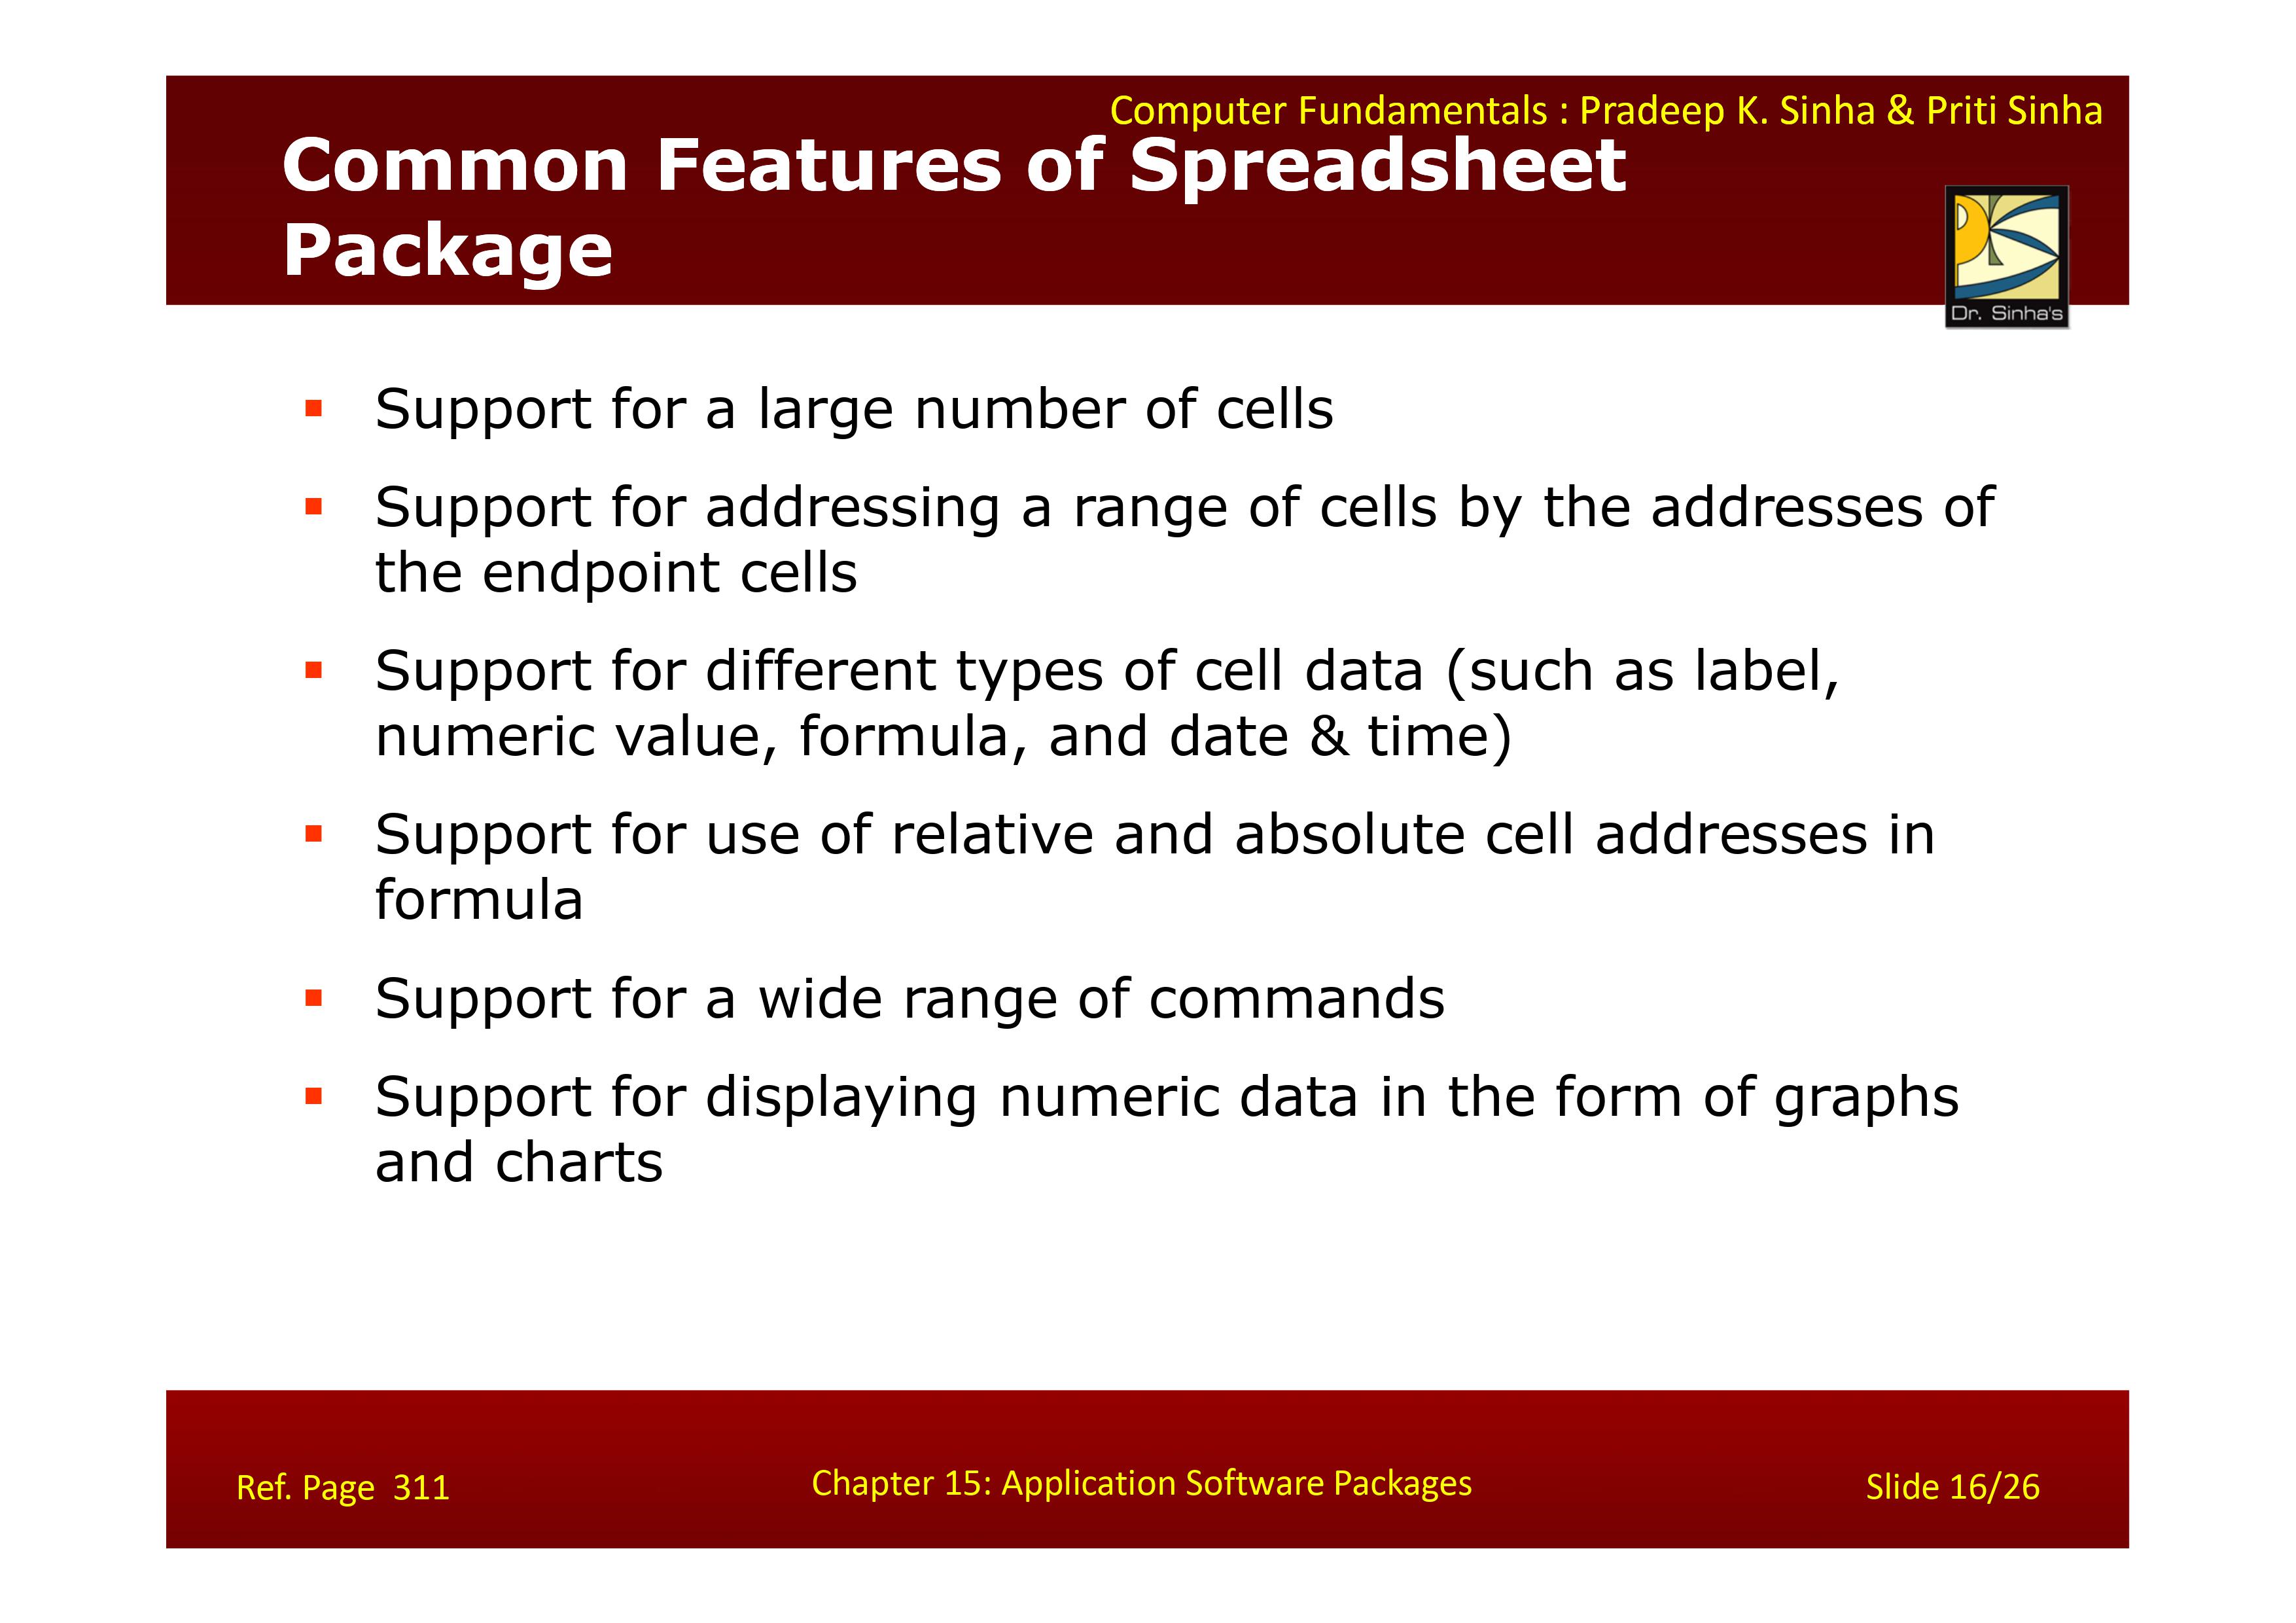 Computer Fundamentals : Pradeep K. Sinha & Priti Sinha
Common Features of Spreadsheet
Package
Dr. Sinha's
▪ Support for a large number of cells
▪ Support for addressing a range of cells by the addresses of
the endpoint cells
▪ Support for different types of cell data (such as label,
numeric value, formula, and date & time)
▪ Support for use of relative and absolute cell addresses in
formula
▪ Support for a wide range of commands
▪ Support for displaying numeric data in the form of graphs
and charts
Ref. Page 311
Chapter 15: Application Software Packages
Slide 16/26